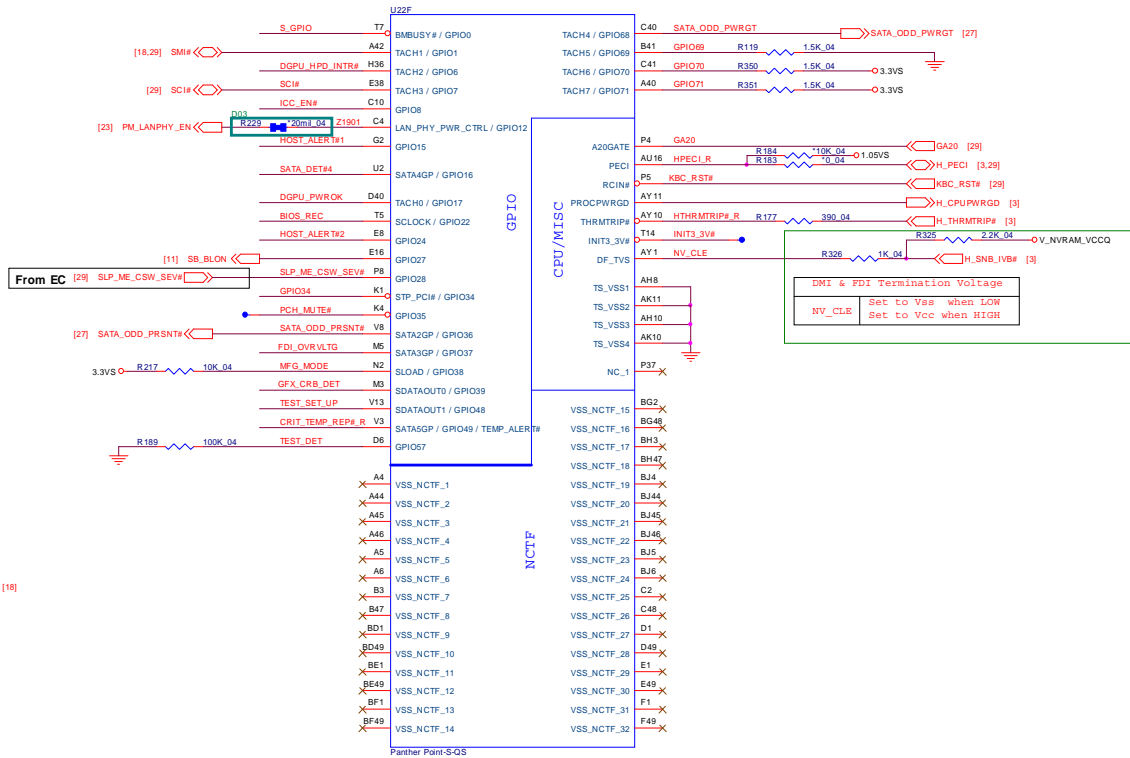 U22F
S_GPIO T7 BMBUSY# / GPIO0
[18,29] SMI# A42 TACH1 / GPIO1
DGPU_HPD_INTR# H36 TACH2 / GPIO6
[29] SCI# SCI# E38 TACH3 / GPIO7
ICC_EN# C10 GPIO8
D03
[23] PM_LANPHY_EN R229 *20mil_04 Z1901 C4 LAN_PHY_PWR_CTRL / GPIO12
HOST_ALERT#1 G2 GPIO15
SATA_DET#4 U2 SATA4GP / GPIO16
DGPU_PWROK D40 TACH0 / GPIO17
BIOS_REC T5 SCLOCK / GPIO22
HOST_ALERT#2 E8 GPIO24
[11] SB_BLON E16 GPIO27
From EC [29] SLP_ME_CSW_SEV# SLP_ME_CSW_SEV# P8 GPIO28
GPIO34 K1 STP_PCI# / GPIO34
PCH_MUTE# K4 GPIO35
[27] SATA_ODD_PRSNT# SATA_ODD_PRSNT# V8 SATA2GP / GPIO36
FDI_OVRVLTG M5 SATA3GP / GPIO37
3.3VS R217 10K_04 MFG_MODE N2 SLOAD / GPIO38
GFX_CRB_DET M3 SDATAOUT0 / GPIO39
TEST_SET_UP V13 SDATAOUT1 / GPIO48
CRIT_TEMP_REP#_R V3 SATA5GP / GPIO49 / TEMP_ALERT#
R189 100K_04 TEST_DET D6 GPIO57
A4 VSS_NCTF_1
A44 VSS_NCTF_2
A45 VSS_NCTF_3
A46 VSS_NCTF_4
A5 VSS_NCTF_5
A6 VSS_NCTF_6
B3 VSS_NCTF_7
B47 VSS_NCTF_8
BD1 VSS_NCTF_9
BD49 VSS_NCTF_10
BE1 VSS_NCTF_11
BE49 VSS_NCTF_12
BF1 VSS_NCTF_13
BF49 VSS_NCTF_14
[18]
GPIO
CPU/MISC
NCTF
TACH4 / GPIO68 C40 SATA_ODD_PWRGT SATA_ODD_PWRGT [27]
TACH5 / GPIO69 B41 GPIO69 R119 1.5K_04
TACH6 / GPIO70 C41 GPIO70 R350 1.5K_04 3.3VS
TACH7 / GPIO71 A40 GPIO71 R351 1.5K_04 3.3VS
A20GATE P4 GA20 GA20 [29]
R184 *10K_04 1.05VS
PECI AU16 HPECI_R R183 *0_04 H_PECI [3,29]
RCIN# P5 KBC_RST# KBC_RST# [29]
PROCPWRGD AY11 H_CPUPWRGD [3]
THRMTRIP# AY10 HTHRMTRIP#_R R177 390_04 H_THRMTRIP# [3]
INIT3_3V# T14 INIT3_3V#
R325 2.2K_04 V_NVRAM_VCCQ
DF_TVS AY1 NV_CLE R326 1K_04 H_SNB_IVB# [3]
DMI & FDI Termination Voltage
NV_CLE
Set to Vss when LOW
Set to Vcc when HIGH
TS_VSS1 AH8
TS_VSS2 AK11
TS_VSS3 AH10
TS_VSS4 AK10
NC_1 P37
VSS_NCTF_15 BG2
VSS_NCTF_16 BG48
VSS_NCTF_17 BH3
VSS_NCTF_18 BH47
VSS_NCTF_19 BJ4
VSS_NCTF_20 BJ44
VSS_NCTF_21 BJ45
VSS_NCTF_22 BJ46
VSS_NCTF_23 BJ5
VSS_NCTF_24 BJ6
VSS_NCTF_25 C2
VSS_NCTF_26 C48
VSS_NCTF_27 D1
VSS_NCTF_28 D49
VSS_NCTF_29 E1
VSS_NCTF_30 E49
VSS_NCTF_31 F1
VSS_NCTF_32 F49
Panther Point-S-QS